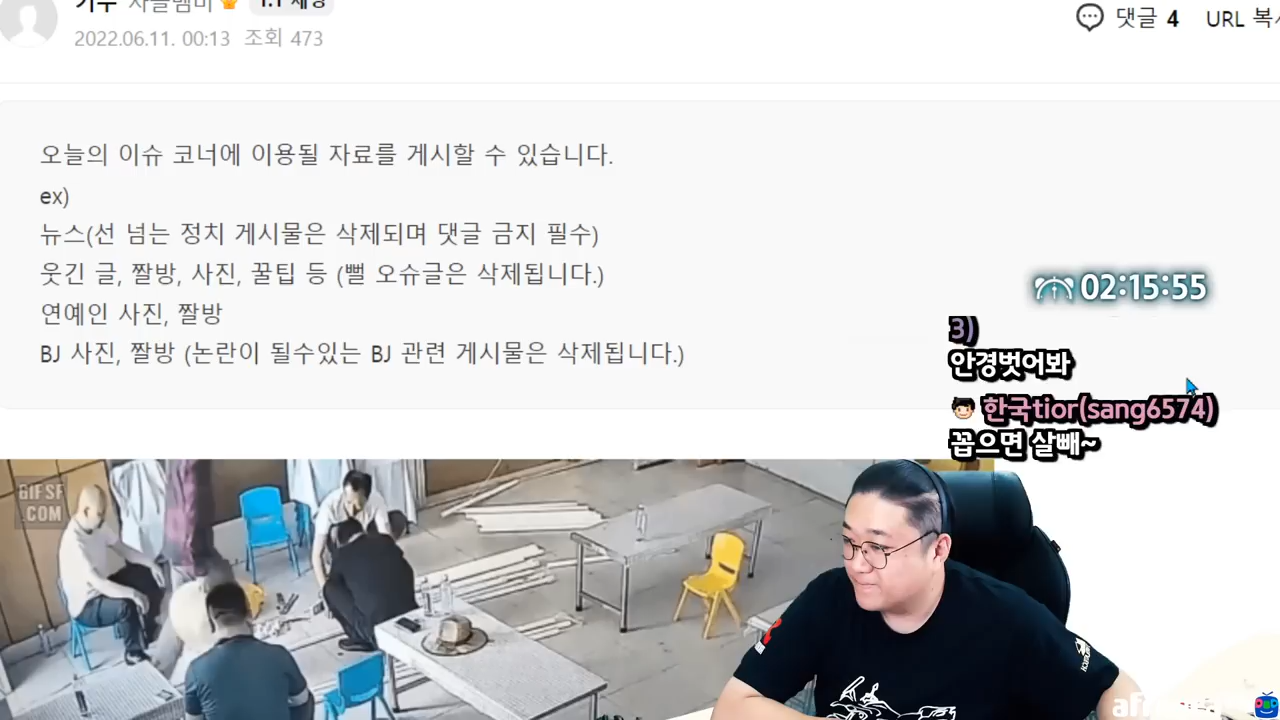 2022.06.11. 00:13 조회 473
댓글 4 URL
오늘의 이슈 코너에 이용될 자료를 게시할 수 있습니다.
ex)
뉴스(선 넘는 정치 게시물은 삭제되며 댓글 금지 필수)
웃긴 글, 짤방, 사진, 꿀팁 등 (뻘 오슈글은 삭제됩니다.)
연예인 사진, 짤방
BJ 사진, 짤방 (논란이 될수있는 BJ 관련 게시물은 삭제됩니다.)
02:15:55
3)
안경벗어봐
한국tior(sang6574)
꼽으면 살빼~
GIFSF
.COM